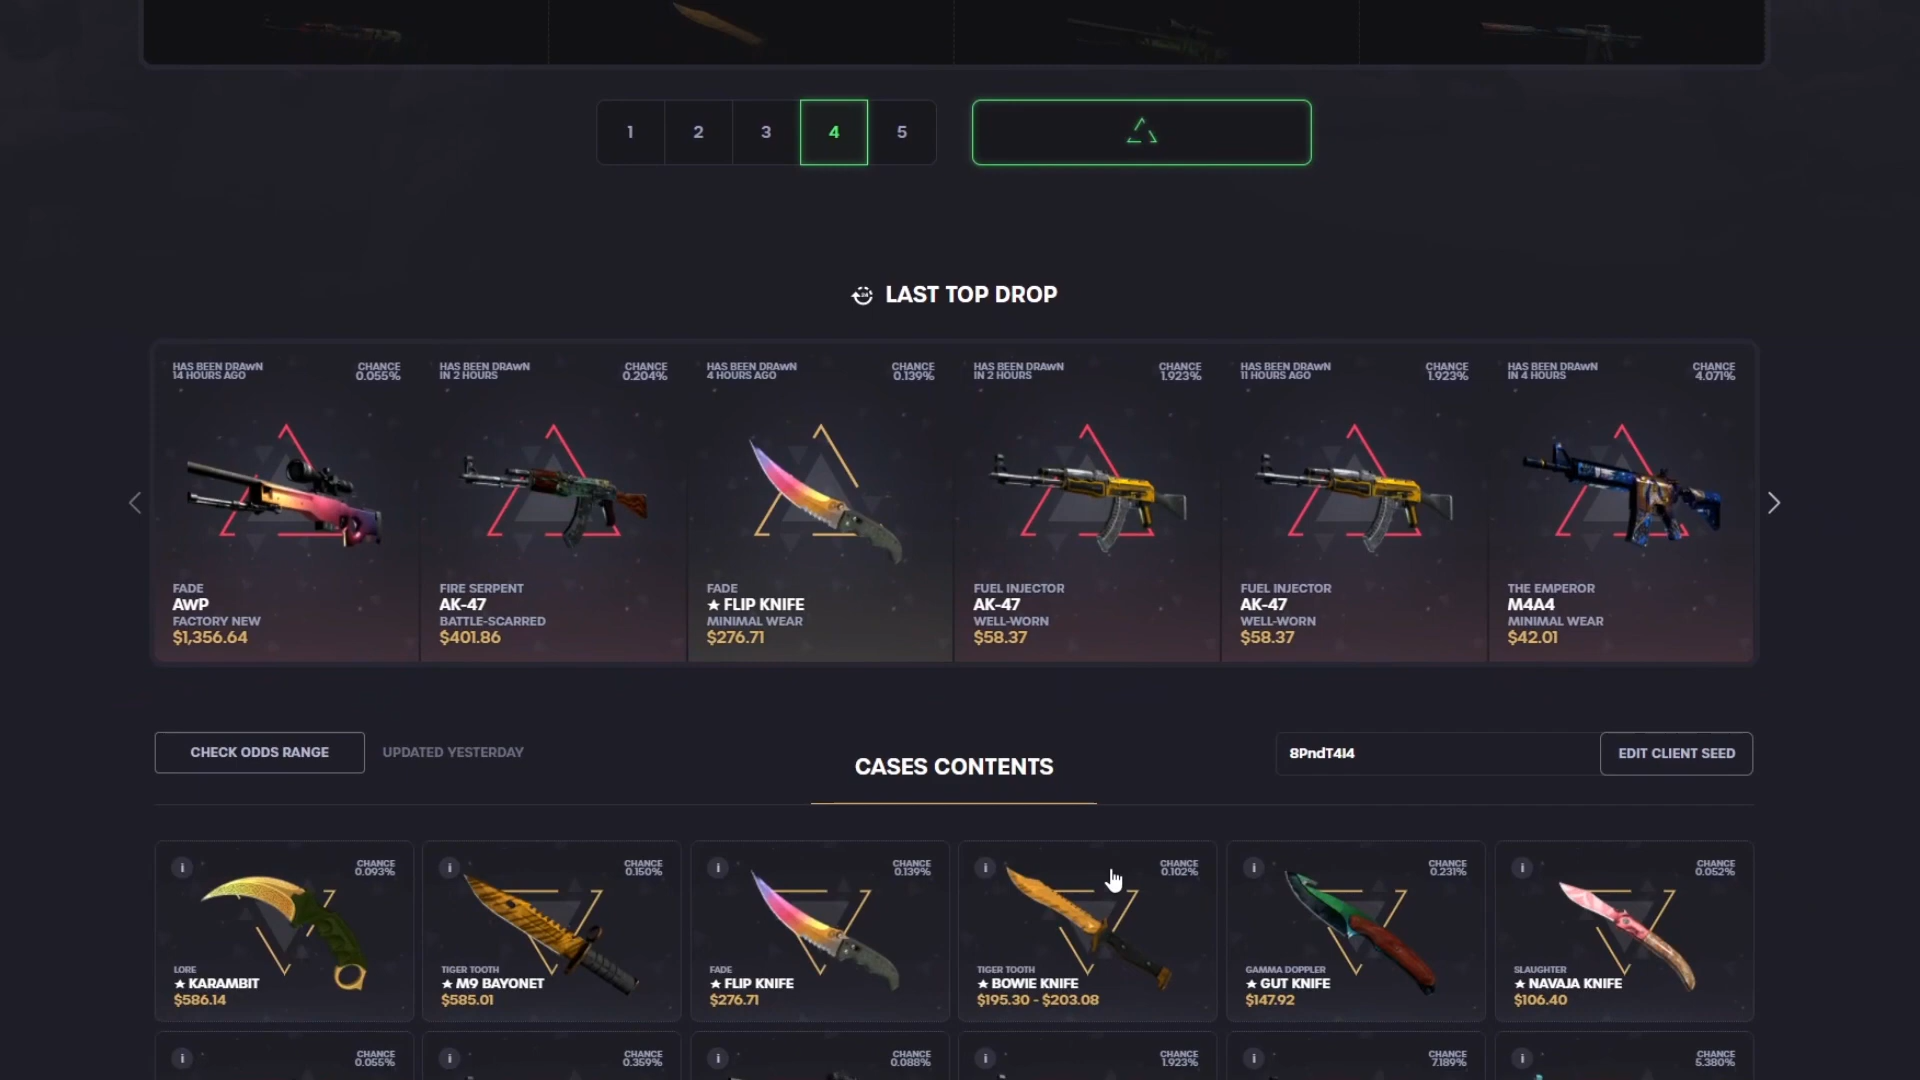 1 2 3 4 5
LAST TOP DROP
HAS BEEN DRAWN 14 HOURS AGO
CHANCE 0.055%
FADE
AWP
FACTORY NEW
$1,356.64
HAS BEEN DRAWN IN 2 HOURS
CHANCE 0.204%
FIRE SERPENT
AK-47
BATTLE-SCARRED
$401.86
HAS BEEN DRAWN 4 HOURS AGO
CHANCE 0.139%
FADE
★ FLIP KNIFE
MINIMAL WEAR
$276.71
HAS BEEN DRAWN IN 2 HOURS
CHANCE 1.923%
FUEL INJECTOR
AK-47
WELL-WORN
$58.37
HAS BEEN DRAWN 11 HOURS AGO
CHANCE 1.923%
FUEL INJECTOR
AK-47
WELL-WORN
$58.37
HAS BEEN DRAWN IN 4 HOURS
CHANCE 4.071%
THE EMPEROR
M4A4
MINIMAL WEAR
$42.01
CHECK ODDS RANGE
UPDATED YESTERDAY
CASES CONTENTS
8PndT4l4
EDIT CLIENT SEED
CHANCE 0.093%
LORE
★ KARAMBIT
$586.14
CHANCE 0.150%
TIGER TOOTH
★ M9 BAYONET
$585.01
CHANCE 0.139%
FADE
★ FLIP KNIFE
$276.71
CHANCE 0.102%
TIGER TOOTH
★ BOWIE KNIFE
$195.30 - $203.08
CHANCE 0.231%
GAMMA DOPPLER
★ GUT KNIFE
$147.92
CHANCE 0.052%
SLAUGHTER
★ NAVAJA KNIFE
$106.40
CHANCE 0.055%
CHANCE 0.359%
CHANCE 0.088%
CHANCE 1.923%
CHANCE 7.189%
CHANCE 5.380%